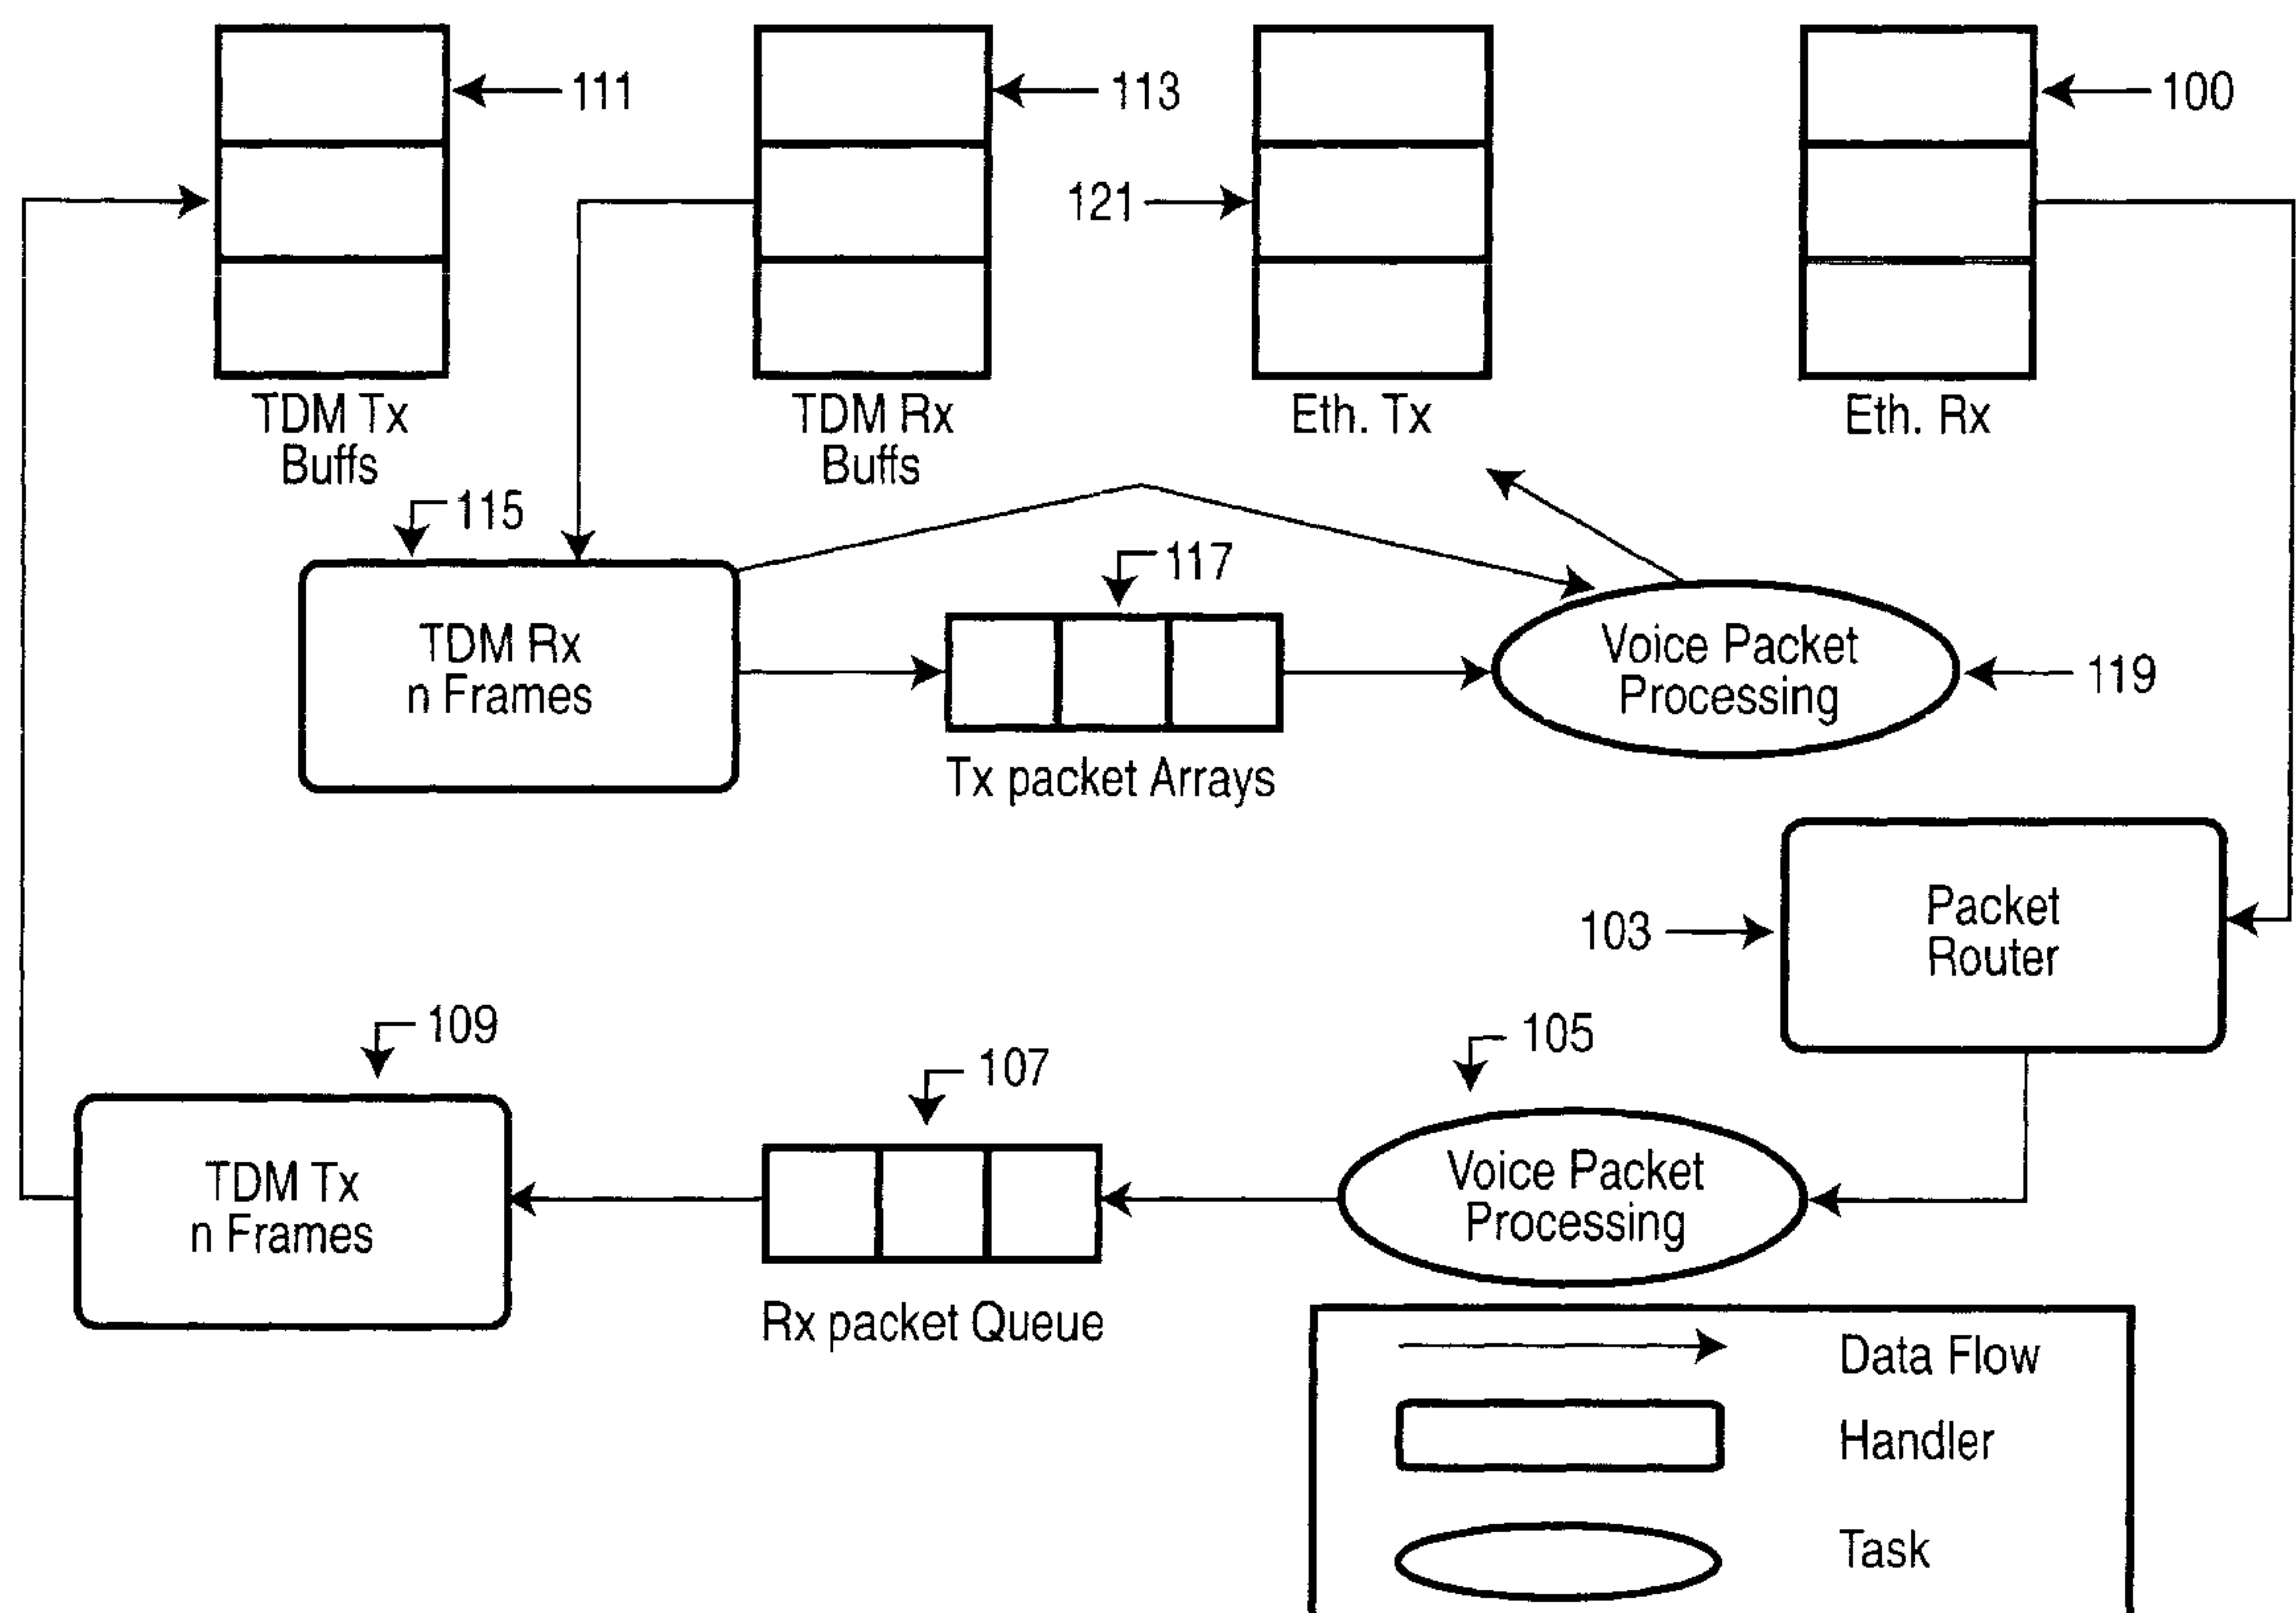 111
113
100
121
TDM Tx
Buffs
TDM Rx
Buffs
Eth. Tx
Eth. Rx
115
117
TDM Rx
n Frames
Voice Packet
Processing
119
Tx packet Arrays
103
Packet
Router
109
107
105
TDM Tx
n Frames
Voice Packet
Processing
Rx packet Queue
Data Flow
Handler
Task